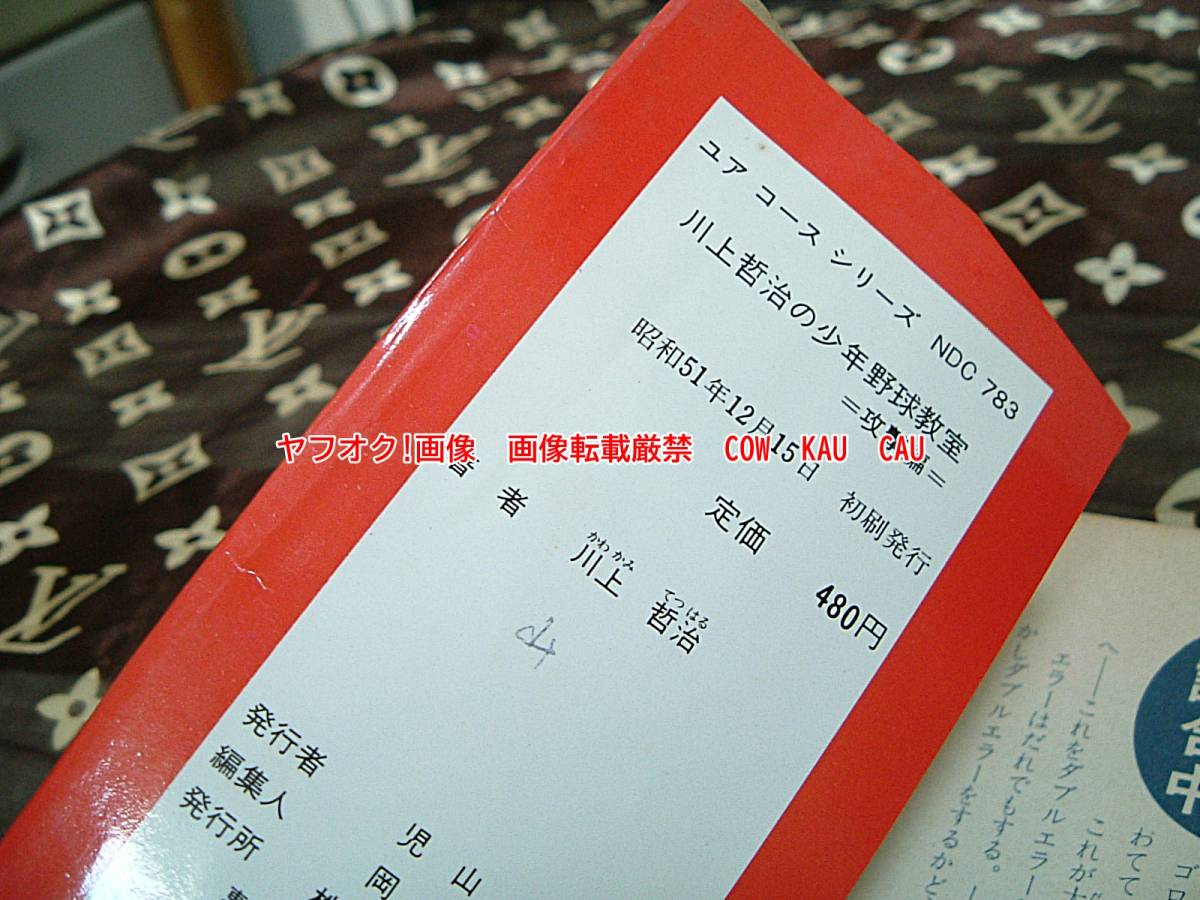 ユア コース シリーズ NDC 783
川上哲治の少年野球教室
=攻撃篇=
昭和51年12月15日 初刷発行
定価 480円
著者 川上 哲治
かわ かみ てつ はる
発行者 児山
編集人 岡
発行所
ヤフオク!画像 画像転載厳禁 COW KAU CAU
へ――これをダブルエラー
エラーはだれでもする。
かしダブルエラーをするかど
これが
わてて
ゴロ